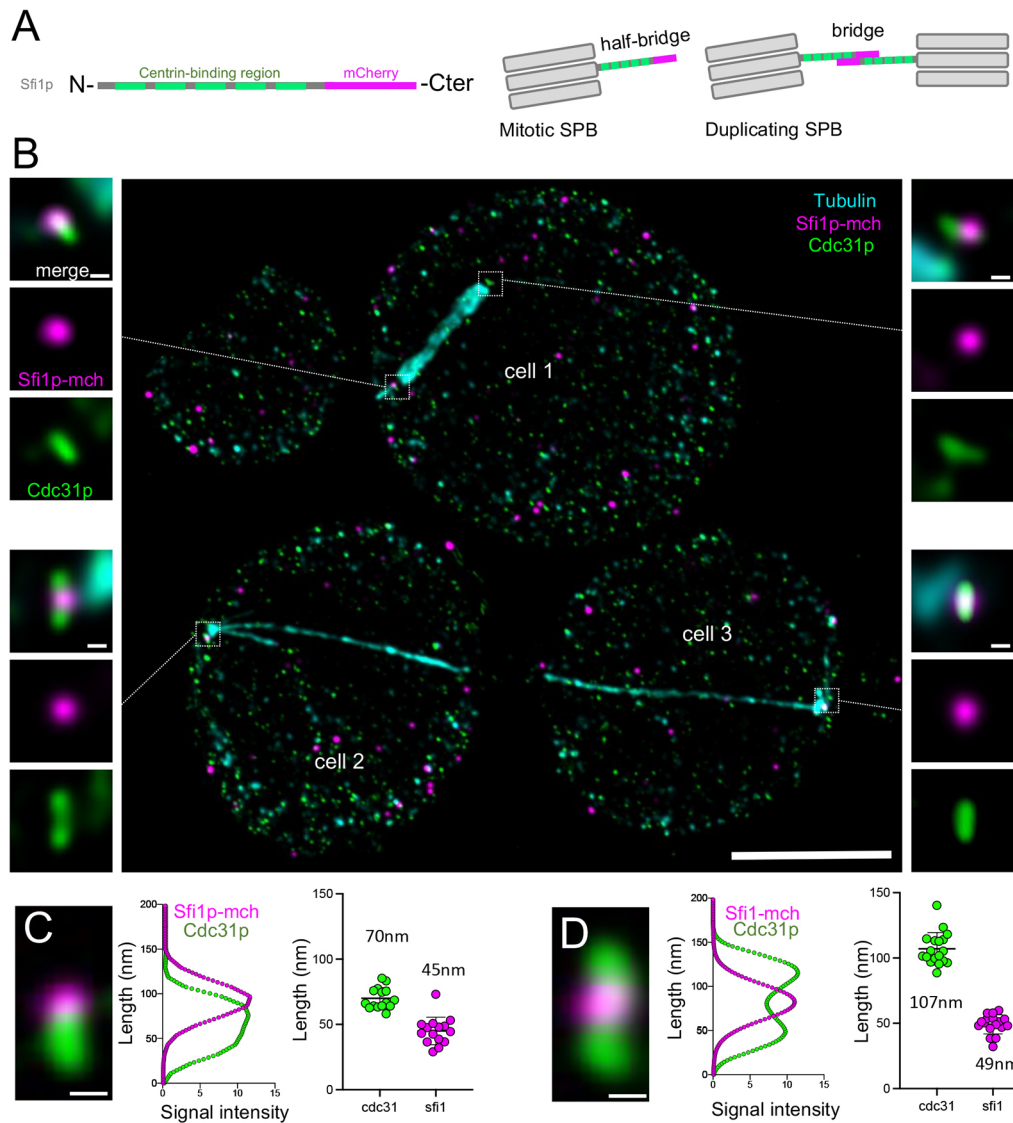 A
Sfi1p N- Centrin-binding region mCherry -Cter
half-bridge
bridge
Mitotic SPB
Duplicating SPB
B
merge
Sfi1p-mch
Cdc31p
Tubulin
Sfi1p-mch
Cdc31p
cell 1
cell 2
cell 3
C
Sfi1p-mch
Cdc31p
200
150
100
50
0
Length (nm)
0 5 10 15
Signal intensity
150
100
50
0
Length (nm)
70nm
45nm
cdc31 sfi1
D
Sfi1-mch
Cdc31p
200
150
100
50
0
Length (nm)
0 5 10 15
Signal intensity
150
100
50
0
Length (nm)
107nm
49nm
cdc31 sfi1